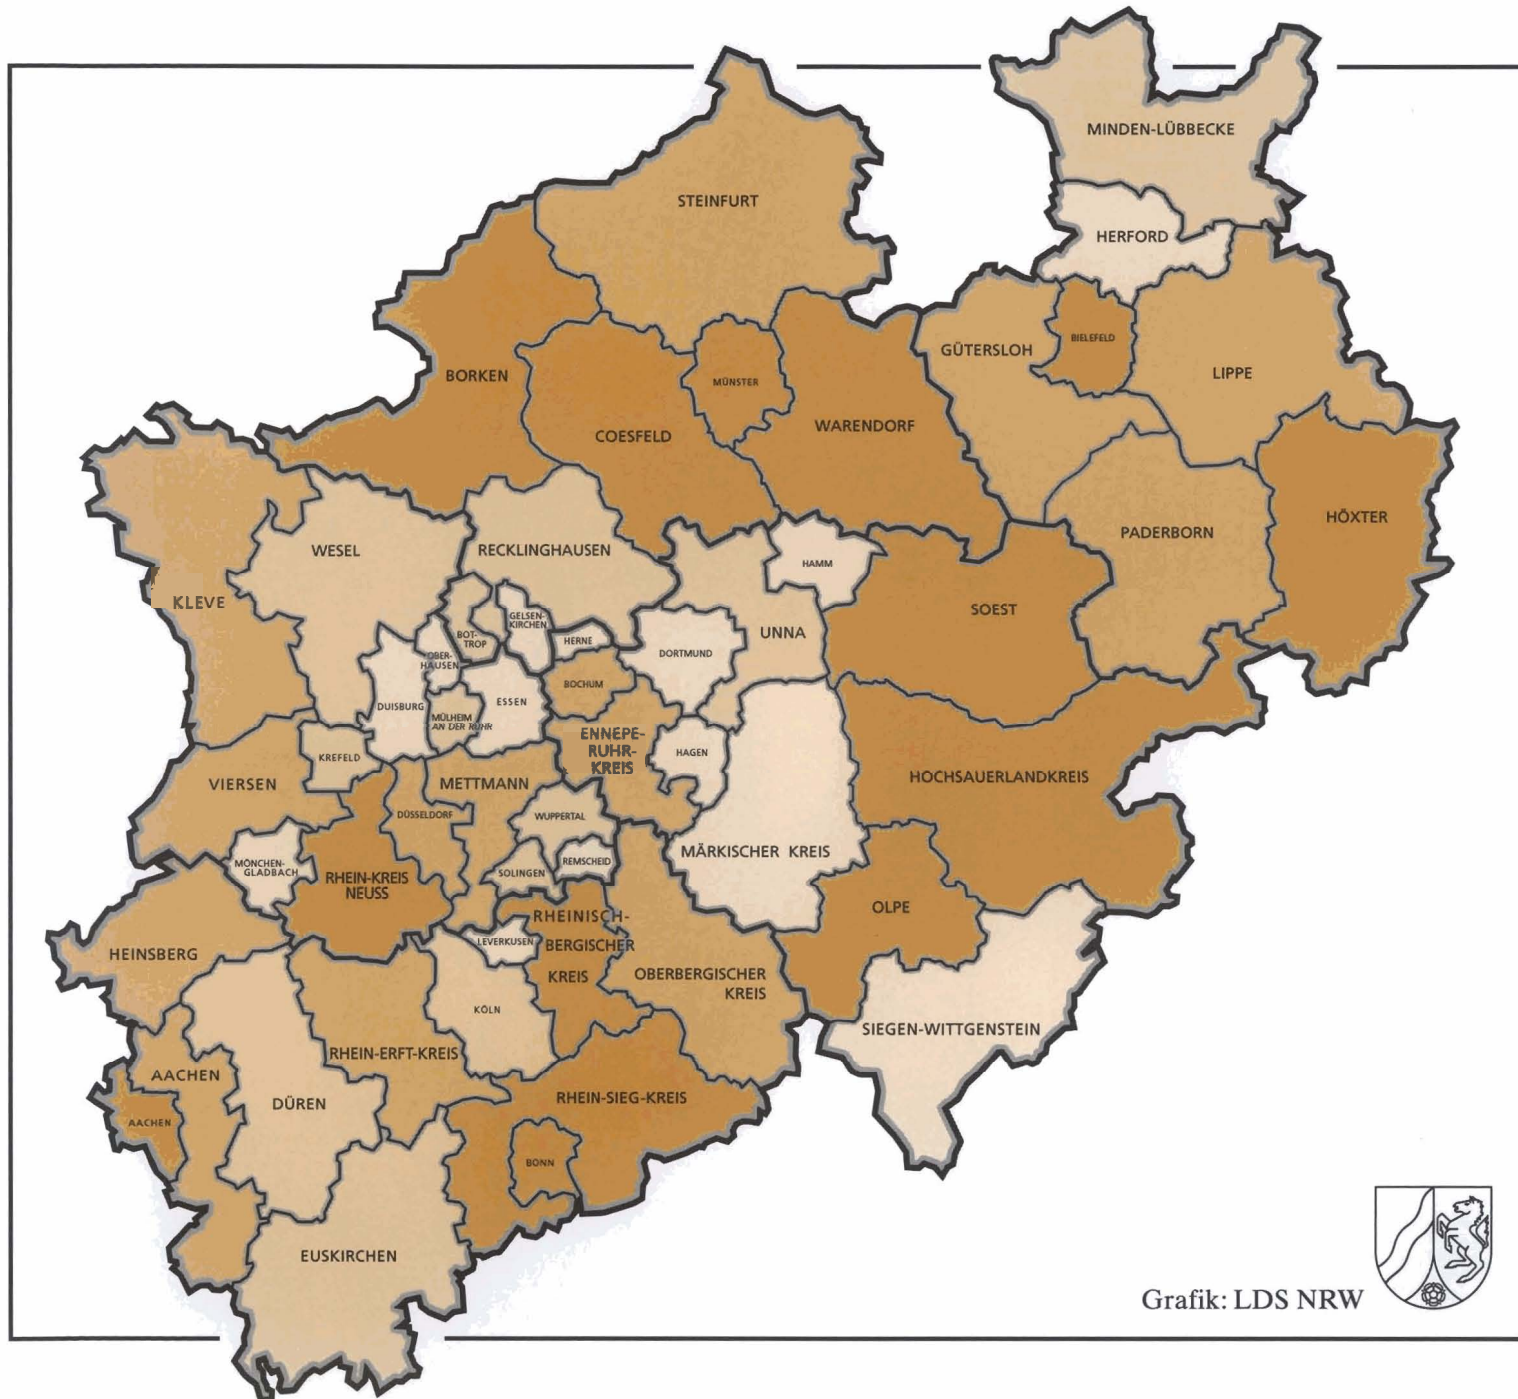 MINDEN-LÜBBECKE
STEINFURT
HERFORD
BIELEFELD
GÜTERSLOH
LIPPE
BORKEN
MÜNSTER
WARENDORF
COESFELD
HÖXTER
PADERBORN
WESEL
RECKLINGHAUSEN
HAMM
KLEVE
SOEST
GELSEN-
KIRCHEN
UNNA
BOT-
TROP
HERNE
DORTMUND
OBER-
HAUSEN
BOCHUM
ESSEN
DUISBURG
MÜLHEIM
AN DER RUHR
ENNEPE-
RUHR-
KREIS
HAGEN
KREFELD
HOCHSAUERLANDKREIS
VIERSEN
METTMANN
DÜSSELDORF
WUPPERTAL
MÄRKISCHER KREIS
MÖNCHEN-
GLADBACH
REMSCHEID
SOLINGEN
RHEIN-KREIS
NEUSS
OLPE
RHEINISCH-
BERGISCHER
KREIS
LEVERKUSEN
HEINSBERG
OBERBERGISCHER
KREIS
KÖLN
SIEGEN-WITTGENSTEIN
RHEIN-ERFT-KREIS
AACHEN
DÜREN
RHEIN-SIEG-KREIS
AACHEN
BONN
EUSKIRCHEN
Grafik: LDS NRW